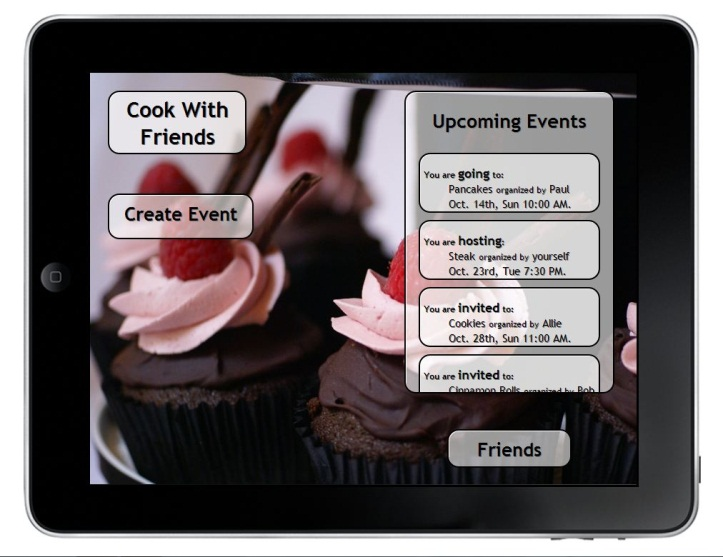 Cook With
Friends
Create Event
Upcoming Events
You are going to:
Pancakes organized by Paul
Oct. 14th, Sun 10:00 AM.
You are hosting:
Steak organized by yourself
Oct. 23rd, Tue 7:30 PM.
You are invited to:
Cookies organized by Allie
Oct. 28th, Sun 11:00 AM.
You are invited to:
Cinnamon Rolls organized by Bob
Friends